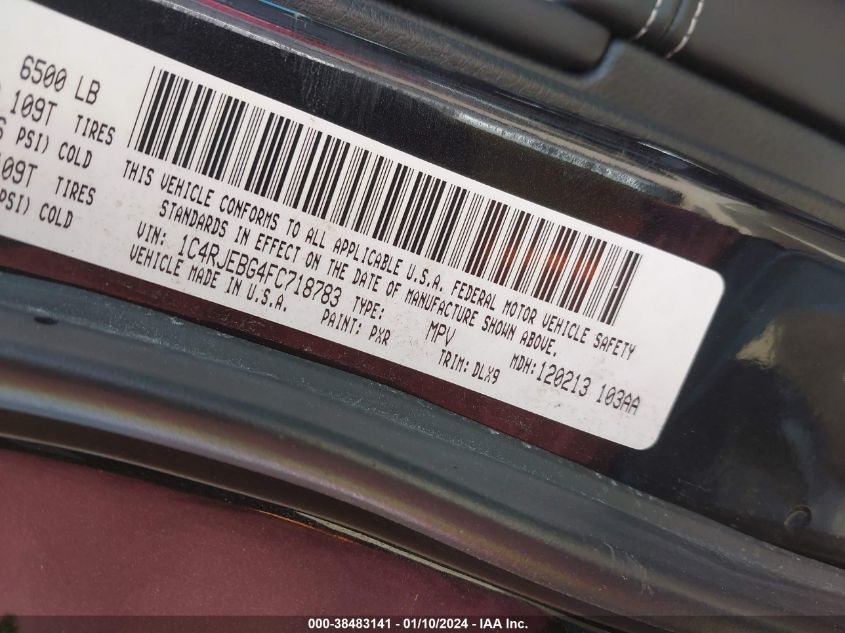 6500 LB
109T TIRES
PSI) COLD
109T TIRES
PSI) COLD
THIS VEHICLE CONFORMS TO ALL APPLICABLE U.S.A. FEDERAL MOTOR VEHICLE SAFETY
STANDARDS IN EFFECT ON THE DATE OF MANUFACTURE SHOWN ABOVE.
VIN: 1C4RJEBG4FC718783 TYPE: MPV MDH:120213 103AA
VEHICLE MADE IN U.S.A. PAINT: PXR TRIM: DLX9
000-38483141 - 01/10/2024 - IAA Inc.